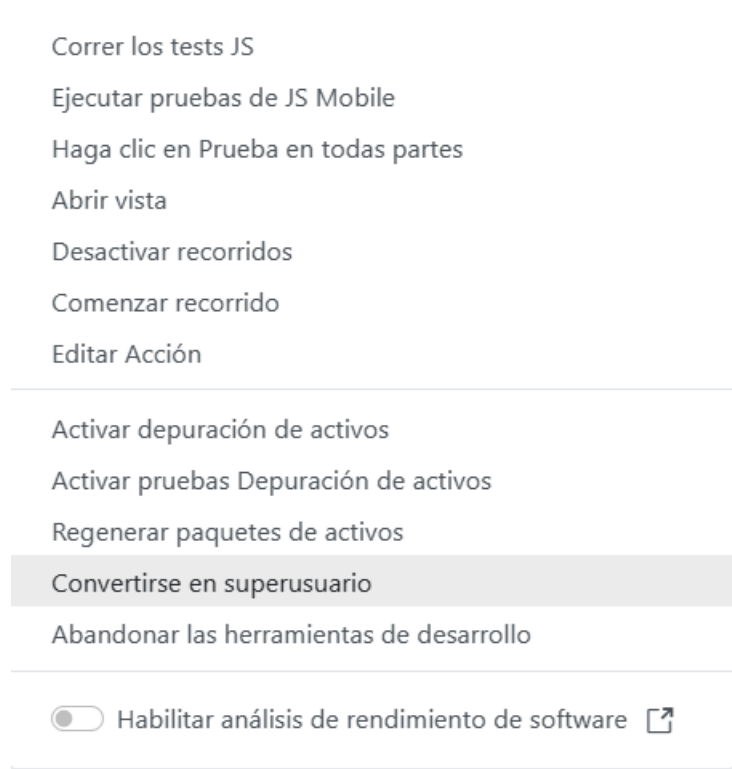 Correr los tests JS
Ejecutar pruebas de JS Mobile
Haga clic en Prueba en todas partes
Abrir vista
Desactivar recorridos
Comenzar recorrido
Editar Acción
Activar depuración de activos
Activar pruebas Depuración de activos
Regenerar paquetes de activos
Convertirse en superusuario
Abandonar las herramientas de desarrollo
Habilitar análisis de rendimiento de software